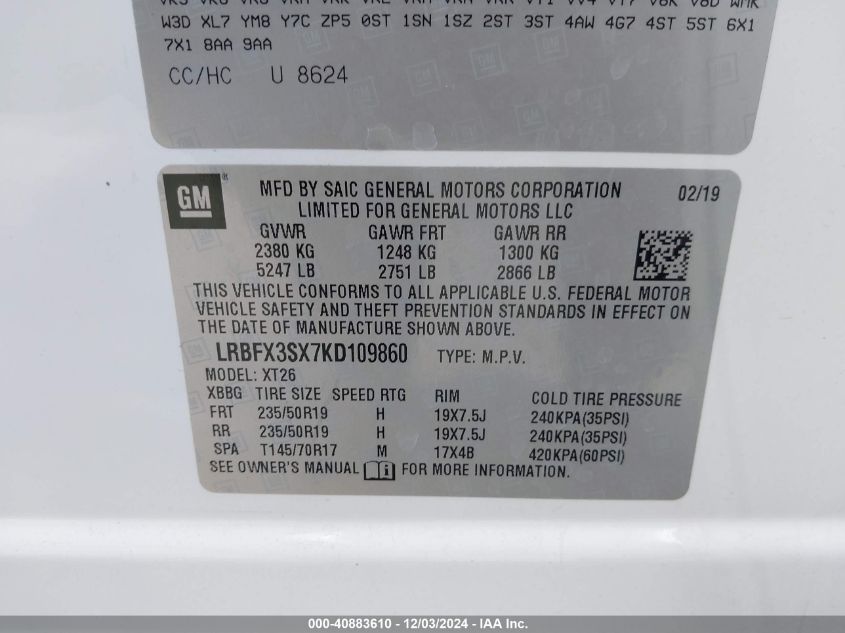 W3D XL7 YM8 Y7C ZP5 0ST 1SN 1SZ 2ST 3ST 4AW 4G7 4ST 5ST 6X1
7X1 8AA 9AA
CC/HC U 8624
GM ®
MFD BY SAIC GENERAL MOTORS CORPORATION 02/19
LIMITED FOR GENERAL MOTORS LLC
GVWR GAWR FRT GAWR RR
2380 KG 1248 KG 1300 KG
5247 LB 2751 LB 2866 LB
THIS VEHICLE CONFORMS TO ALL APPLICABLE U.S. FEDERAL MOTOR
VEHICLE SAFETY AND THEFT PREVENTION STANDARDS IN EFFECT ON
THE DATE OF MANUFACTURE SHOWN ABOVE.
LRBFX3SX7KD109860 TYPE: M.P.V.
MODEL: XT26
XBBG TIRE SIZE SPEED RTG RIM COLD TIRE PRESSURE
FRT 235/50R19 H 19X7.5J 240KPA(35PSI)
RR 235/50R19 H 19X7.5J 240KPA(35PSI)
SPA T145/70R17 M 17X4B 420KPA(60PSI)
SEE OWNER'S MANUAL i FOR MORE INFORMATION.
000-40883610 - 12/03/2024 - IAA Inc.